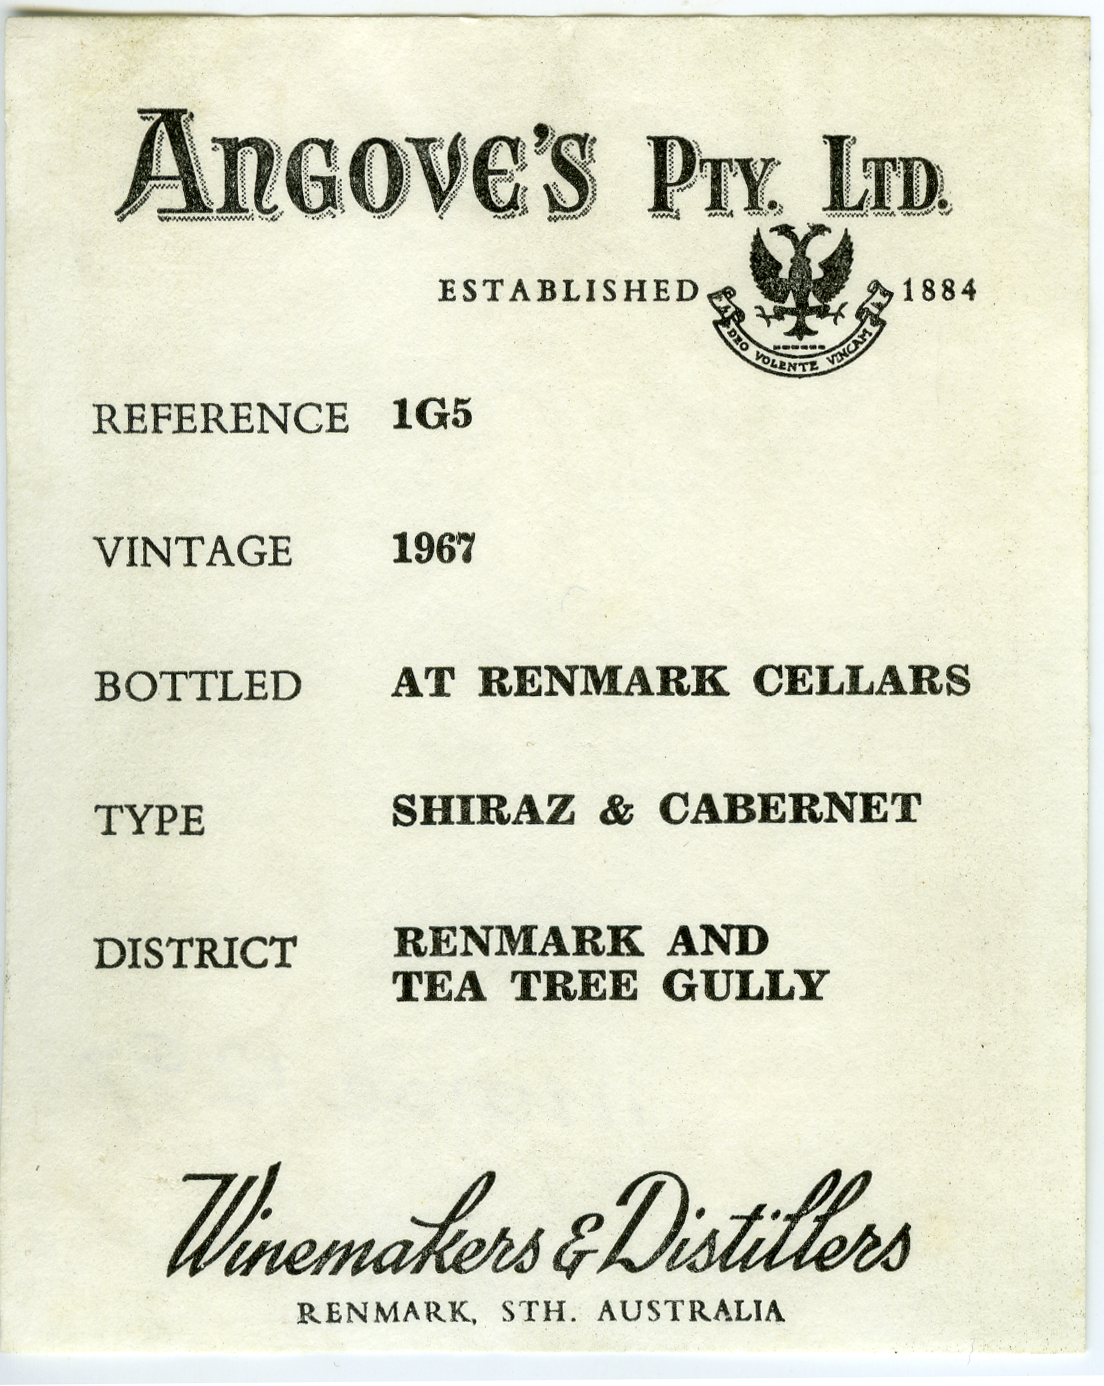 ANGOVE'S PTY. LTD.
ESTABLISHED 1884
DEO VOLENTE VINCAM
REFERENCE 1G5
VINTAGE 1967
BOTTLED AT RENMARK CELLARS
TYPE SHIRAZ & CABERNET
DISTRICT RENMARK AND
TEA TREE GULLY
Winemakers & Distillers
RENMARK, STH. AUSTRALIA